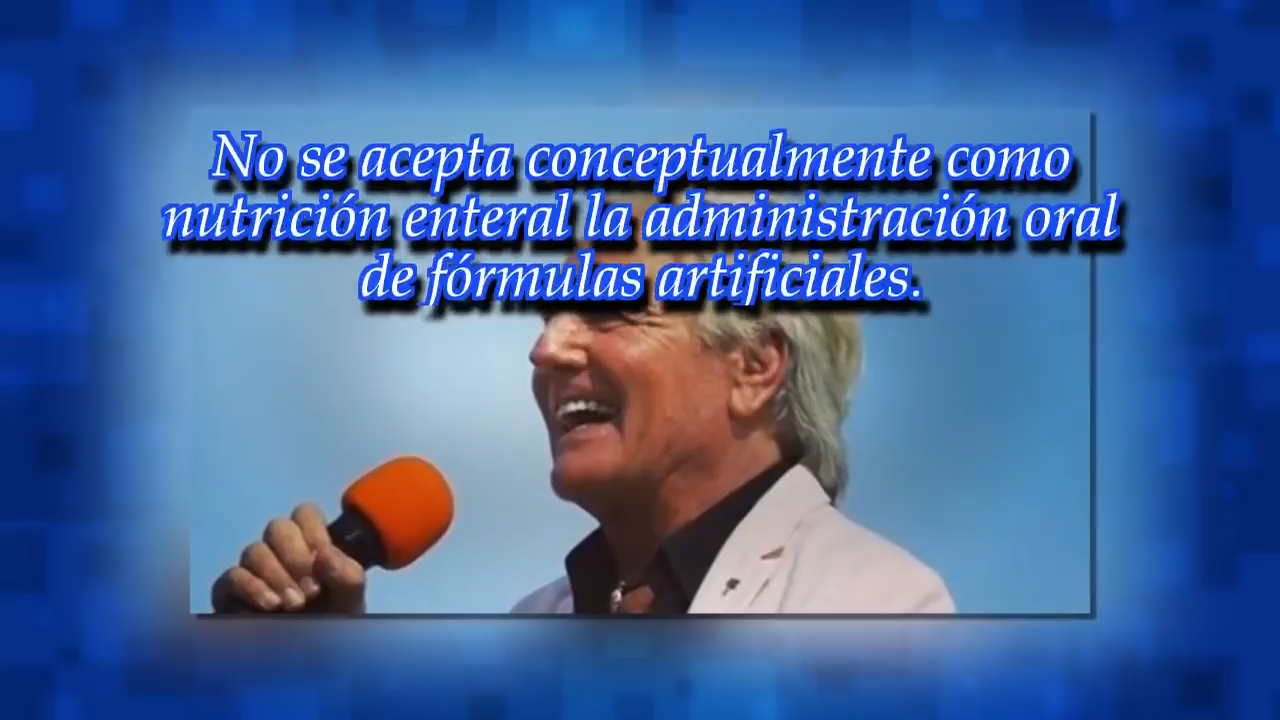 No se acepta conceptualmente como
nutrición enteral la administración oral
de fórmulas artificiales.